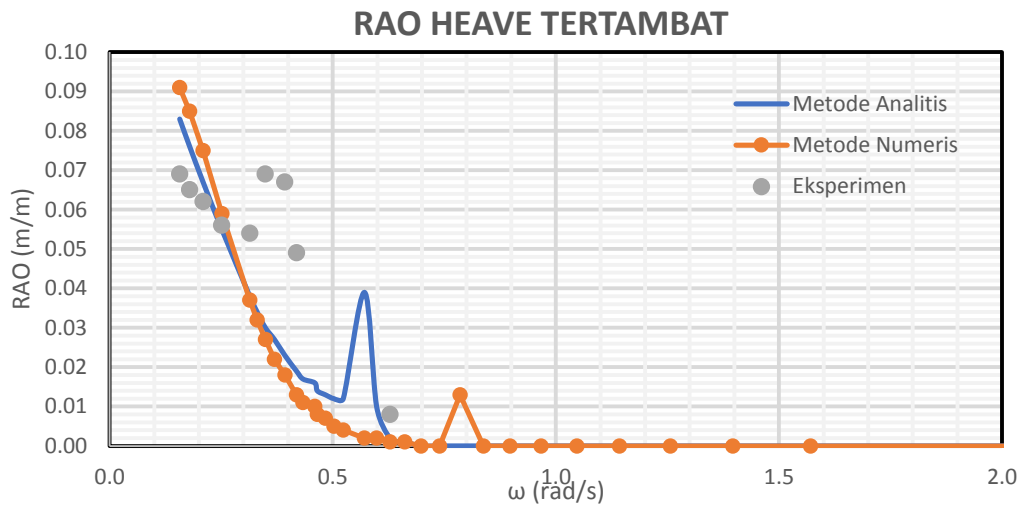 RAO HEAVE TERTAMBAT
0.10
0.09
0.08
0.07
0.06
0.05
0.04
0.03
0.02
0.01
0.00
RAO (m/m)
Metode Analitis
Metode Numeris
Eksperimen
0.0
0.5
1.0
1.5
2.0
ω (rad/s)